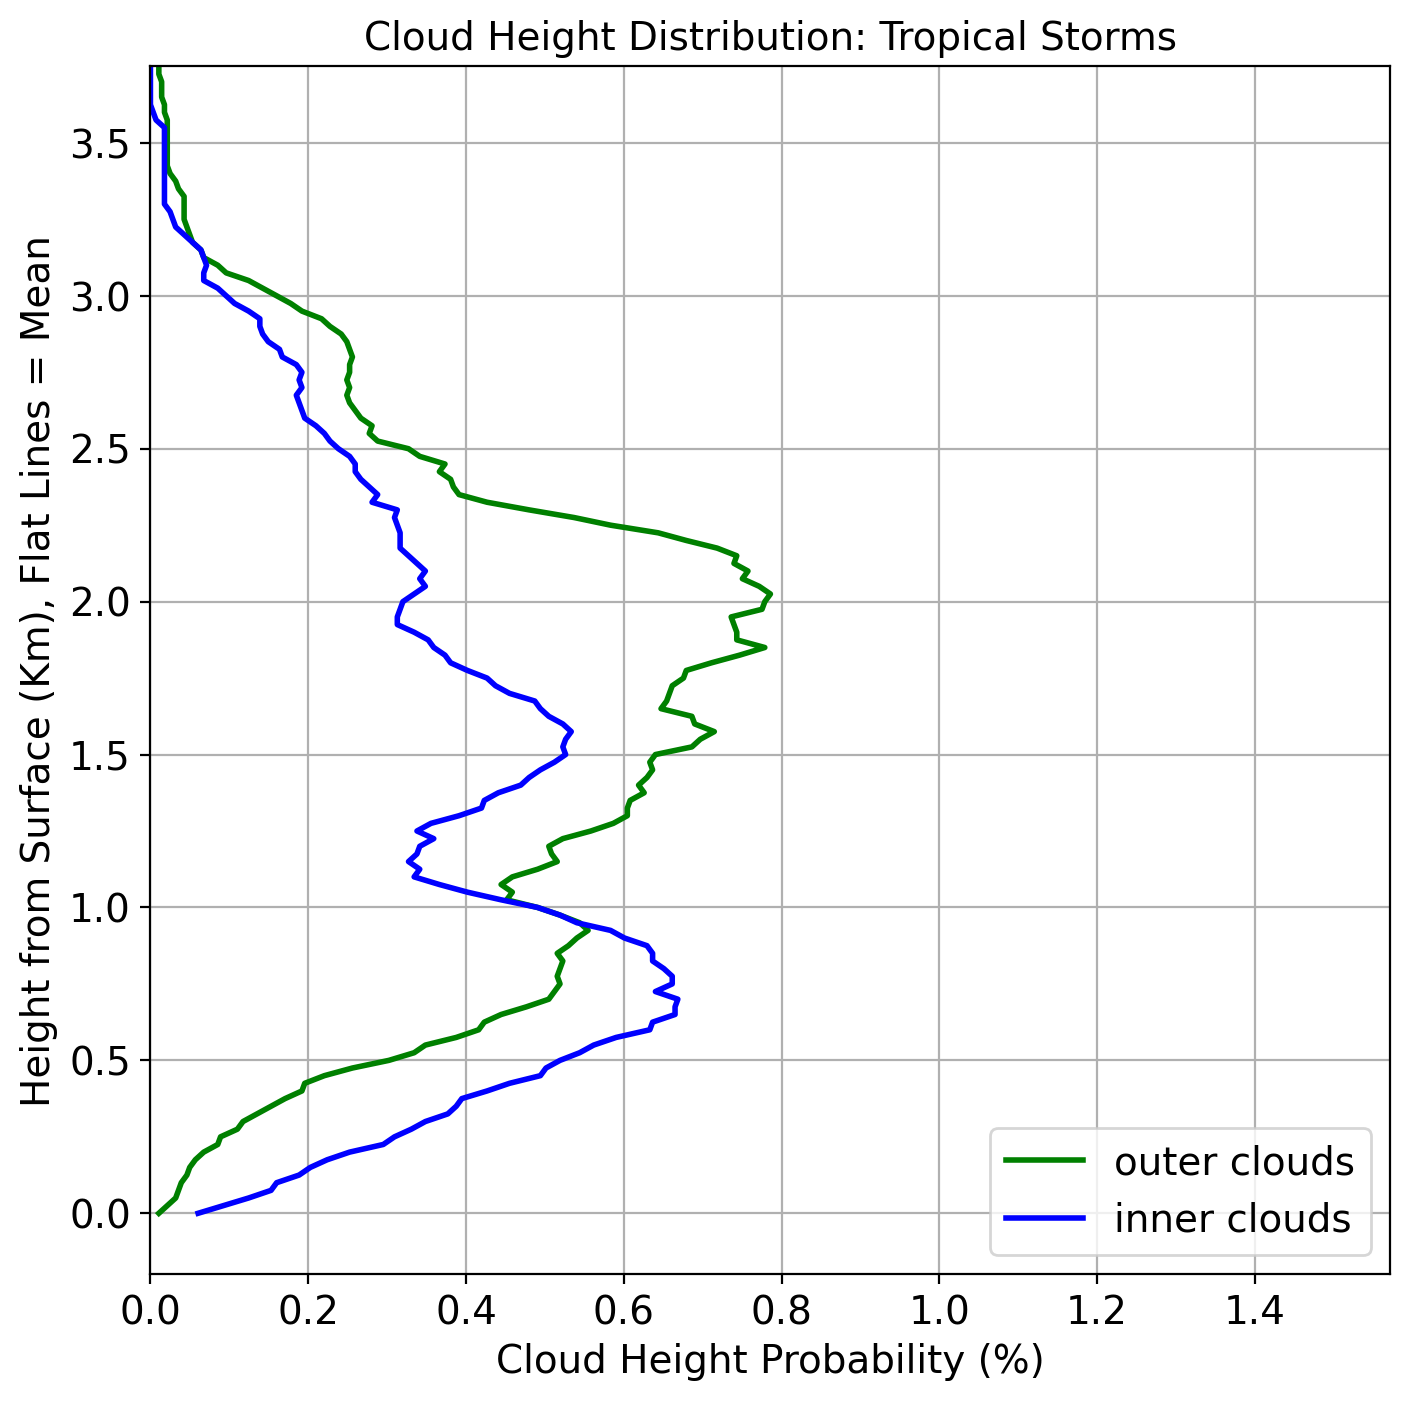 Cloud Height Distribution: Tropical Storms
Height from Surface (Km), Flat Lines = Mean
3.5
3.0
2.5
2.0
1.5
1.0
0.5
0.0
outer clouds
inner clouds
0.0 0.2 0.4 0.6 0.8 1.0 1.2 1.4
Cloud Height Probability (%)